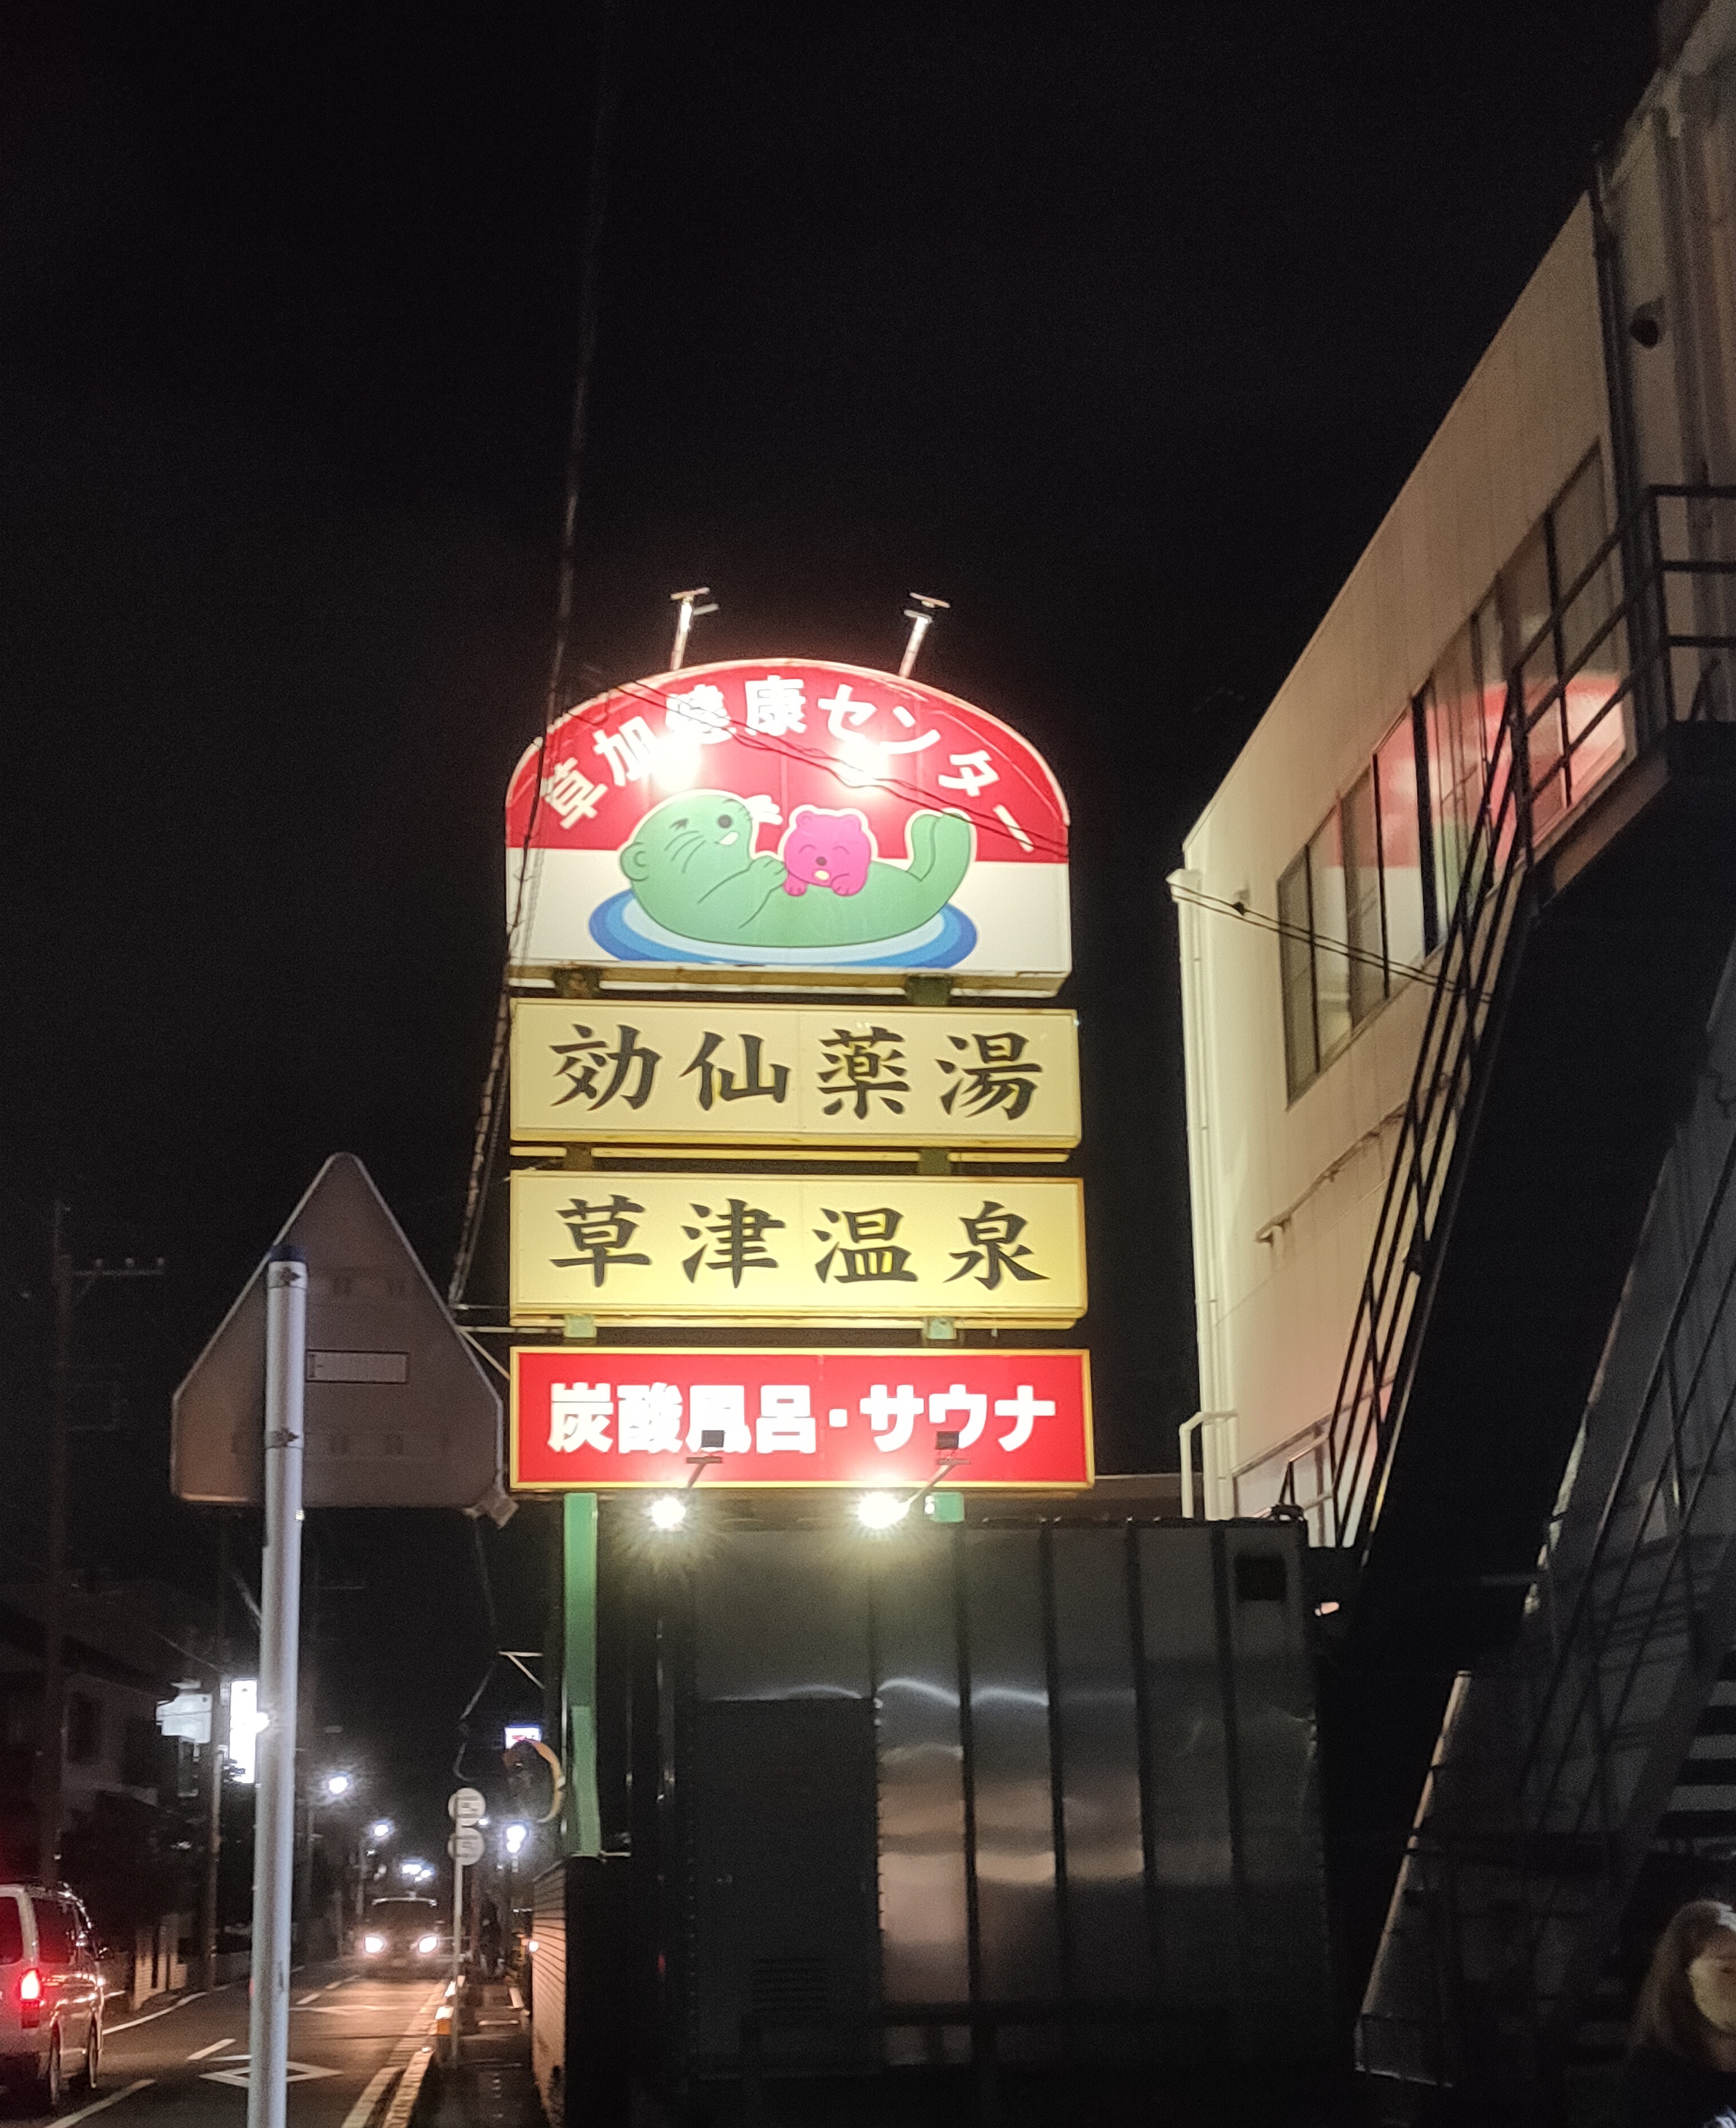 草加健康センター
効仙薬湯
草津温泉
炭酸風呂・サウナ